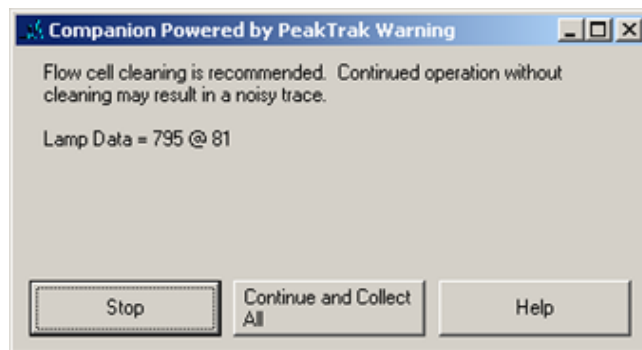 Companion Powered by PeakTrak Warning
Flow cell cleaning is recommended.  Continued operation without
cleaning may result in a noisy trace.
Lamp Data = 795 @ 81
Stop
Continue and Collect
All
Help